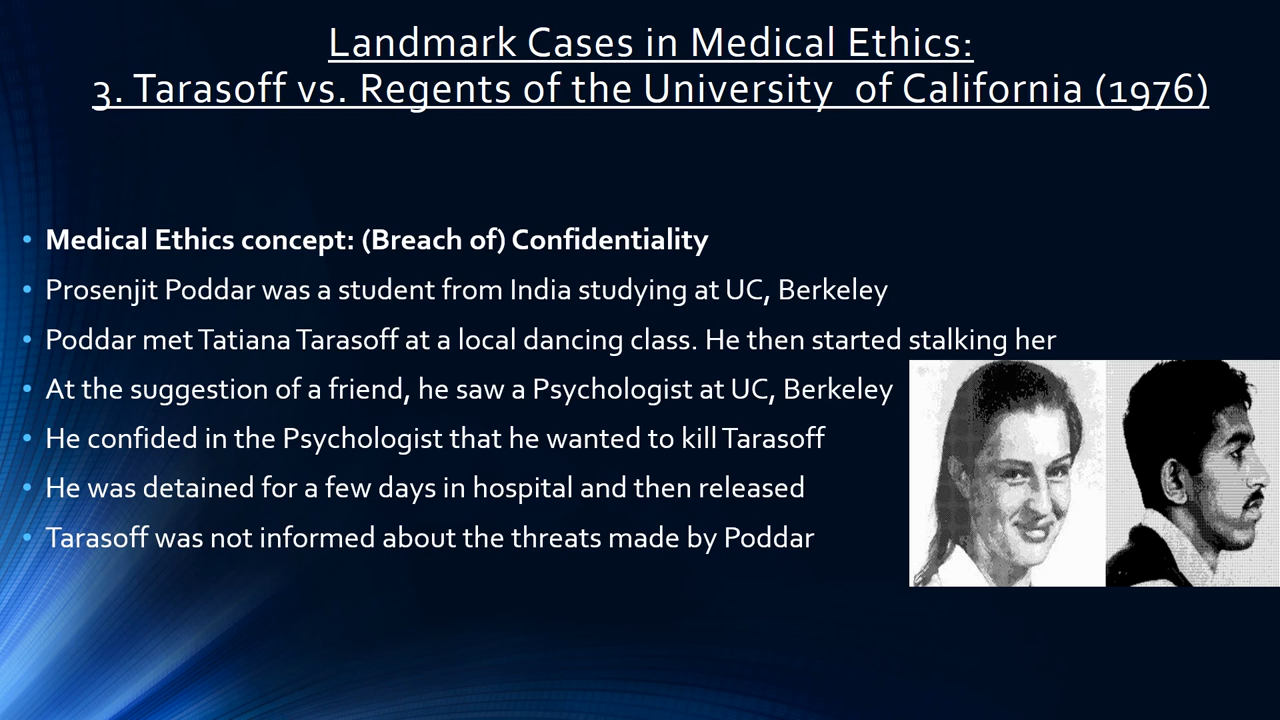 Landmark Cases in Medical Ethics:
3. Tarasoff vs. Regents of the University  of California (1976)
• Medical Ethics concept: (Breach of) Confidentiality
• Prosenjit Poddar was a student from India studying at UC, Berkeley
• Poddar met Tatiana Tarasoff at a local dancing class. He then started stalking her
• At the suggestion of a friend, he saw a Psychologist at UC, Berkeley
• He confided in the Psychologist that he wanted to kill Tarasoff
• He was detained for a few days in hospital and then released
• Tarasoff was not informed about the threats made by Poddar